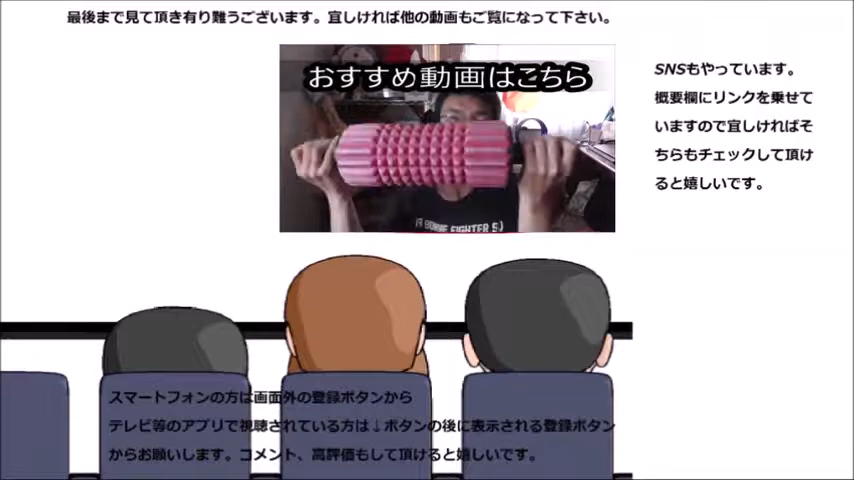 最後まで見て頂き有り難うございます。宜しければ他の動画もご覧になって下さい。
おすすめ動画はこちら
FIGHTER S
SNSもやっています。
概要欄にリンクを乗せて
いますので宜しければそ
ちらもチェックして頂け
ると嬉しいです。
スマートフォンの方は画面外の登録ボタンから
テレビ等のアプリで視聴されている方は↓ボタンの後に表示される登録ボタン
からお願いします。コメント、高評価もして頂けると嬉しいです。